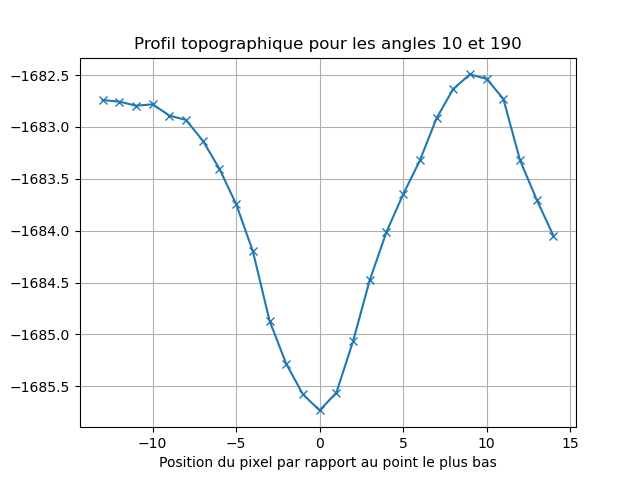 Profil topographique pour les angles 10 et 190
−1682.5
−1683.0
−1683.5
−1684.0
−1684.5
−1685.0
−1685.5
−10 −5 0 5 10 15
Position du pixel par rapport au point le plus bas